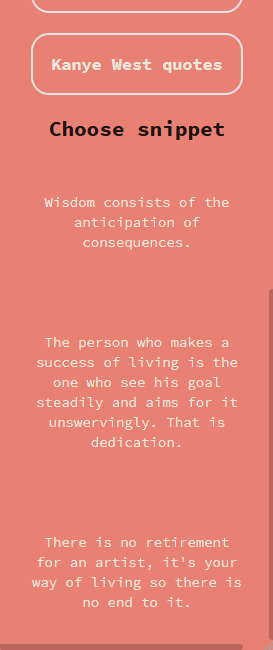 Kanye West quotes
Choose snippet
Wisdom consists of the
anticipation of
consequences.
The person who makes a
success of living is the
one who see his goal
steadily and aims for it
unswervingly. That is
dedication.
There is no retirement
for an artist, it's your
way of living so there is
no end to it.